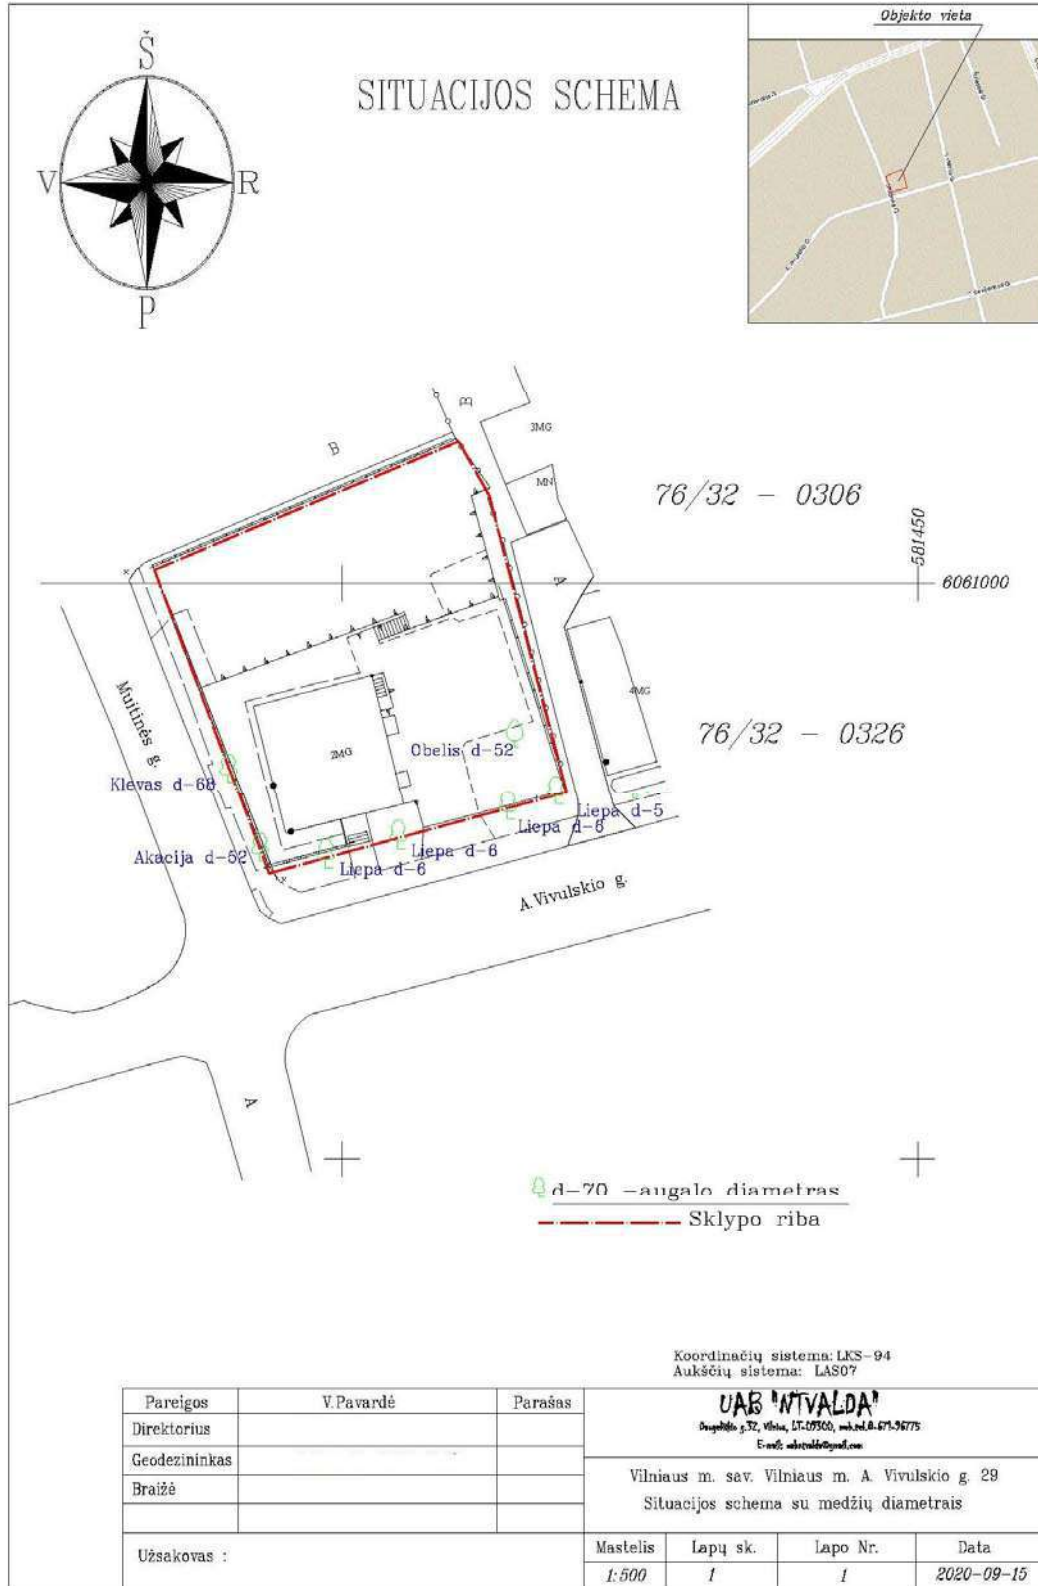 Objekto vieta
SITUACIJOS SCHEMA
Š
V
R
P
B
B
3MG
MN
76/32 - 0306
581450
6061000
A
Muitinės g.
4MG
2MG
Obelis d-52
76/32 - 0326
Klevas d-68
Liepa d-5
Liepa d-6
Akacija d-52
Liepa d-6
Liepa d-6
A.Vivulskio g.
A
d-70 -augalo diametras
Sklypo riba
Koordinačių sistema: LKS-94
Aukščių sistema: LAS07
Pareigos V.Pavardė Parašas
Direktorius
Geodezininkas
Braižė
Užsakovas :
UAB "NTVALDA"
Vilniaus m. sav. Vilniaus m. A. Vivulskio g. 29
Situacijos schema su medžių diametrais
Mastelis Lapų sk. Lapo Nr. Data
1:500 1 1 2020-09-15